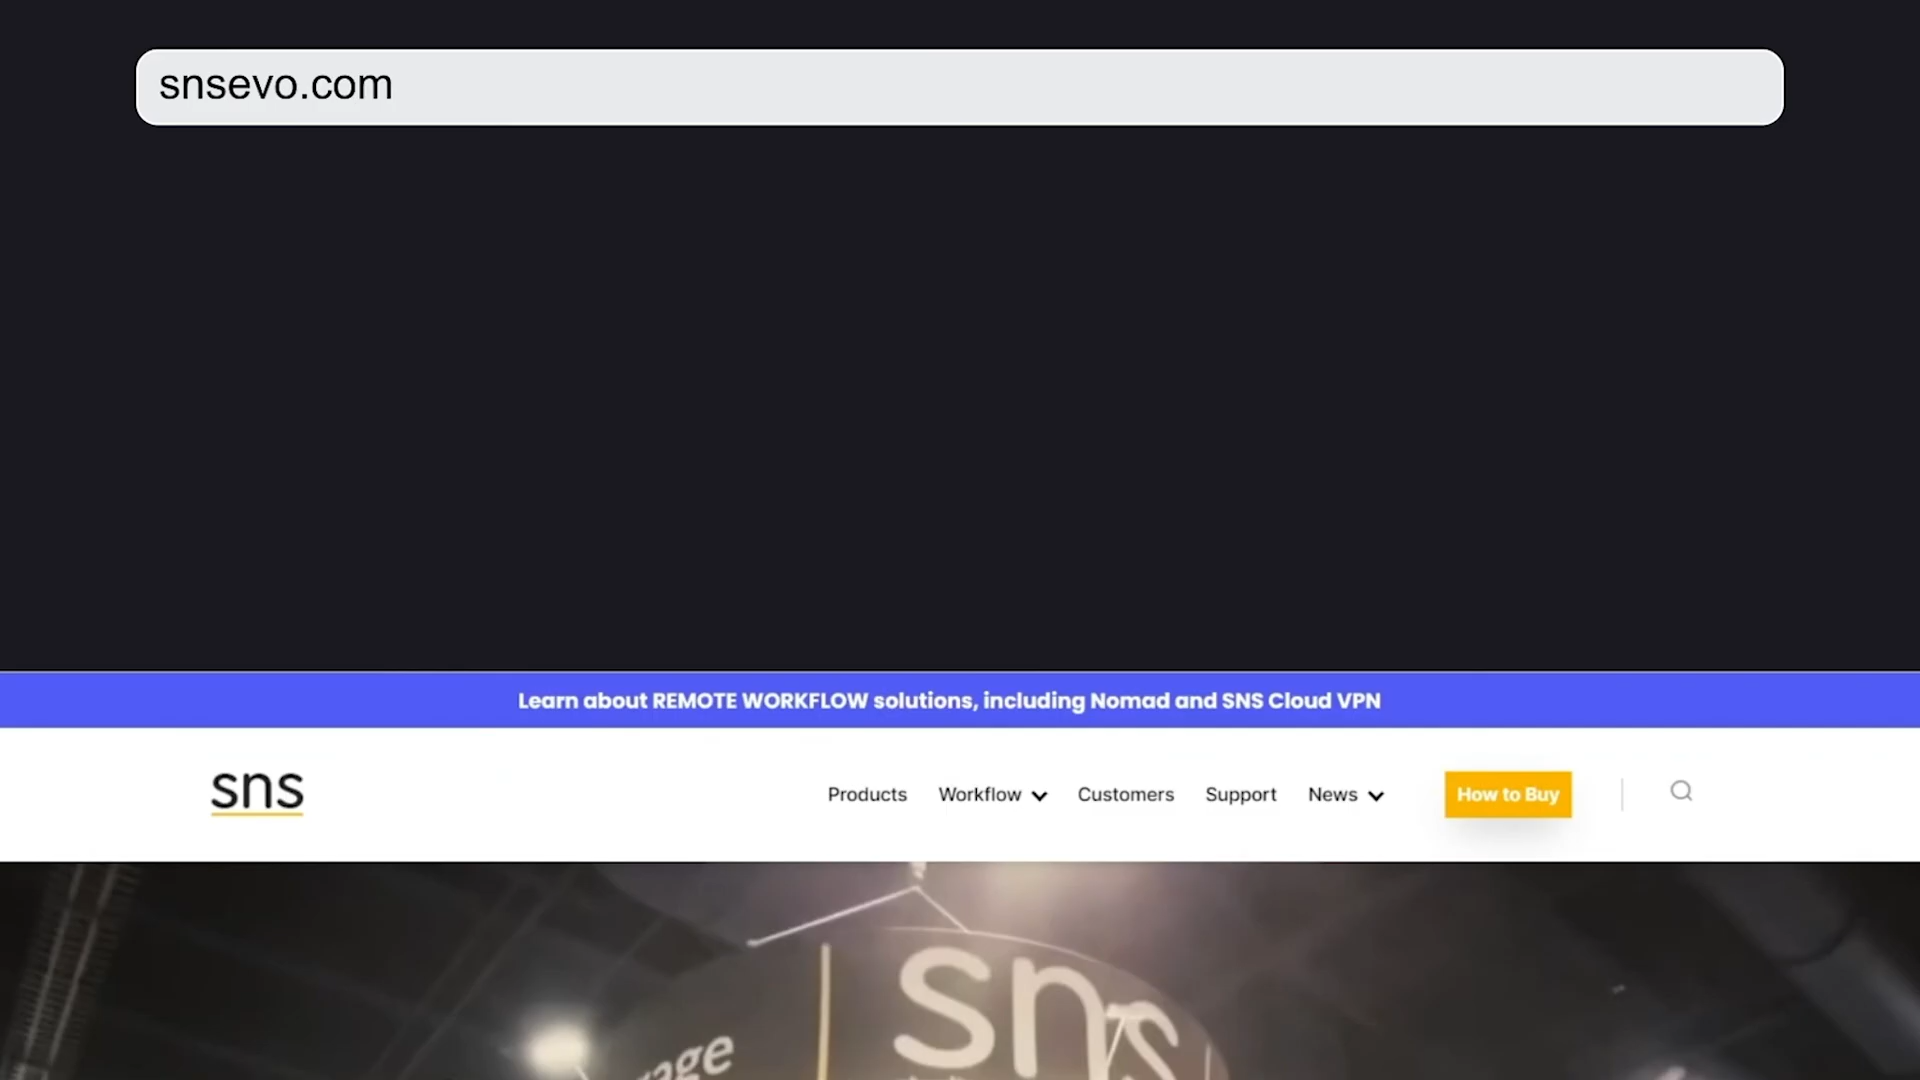 snsevo.com
Learn about REMOTE WORKFLOW solutions, including Nomad and SNS Cloud VPN
sns
Products Workflow Customers Support News How to Buy
sns